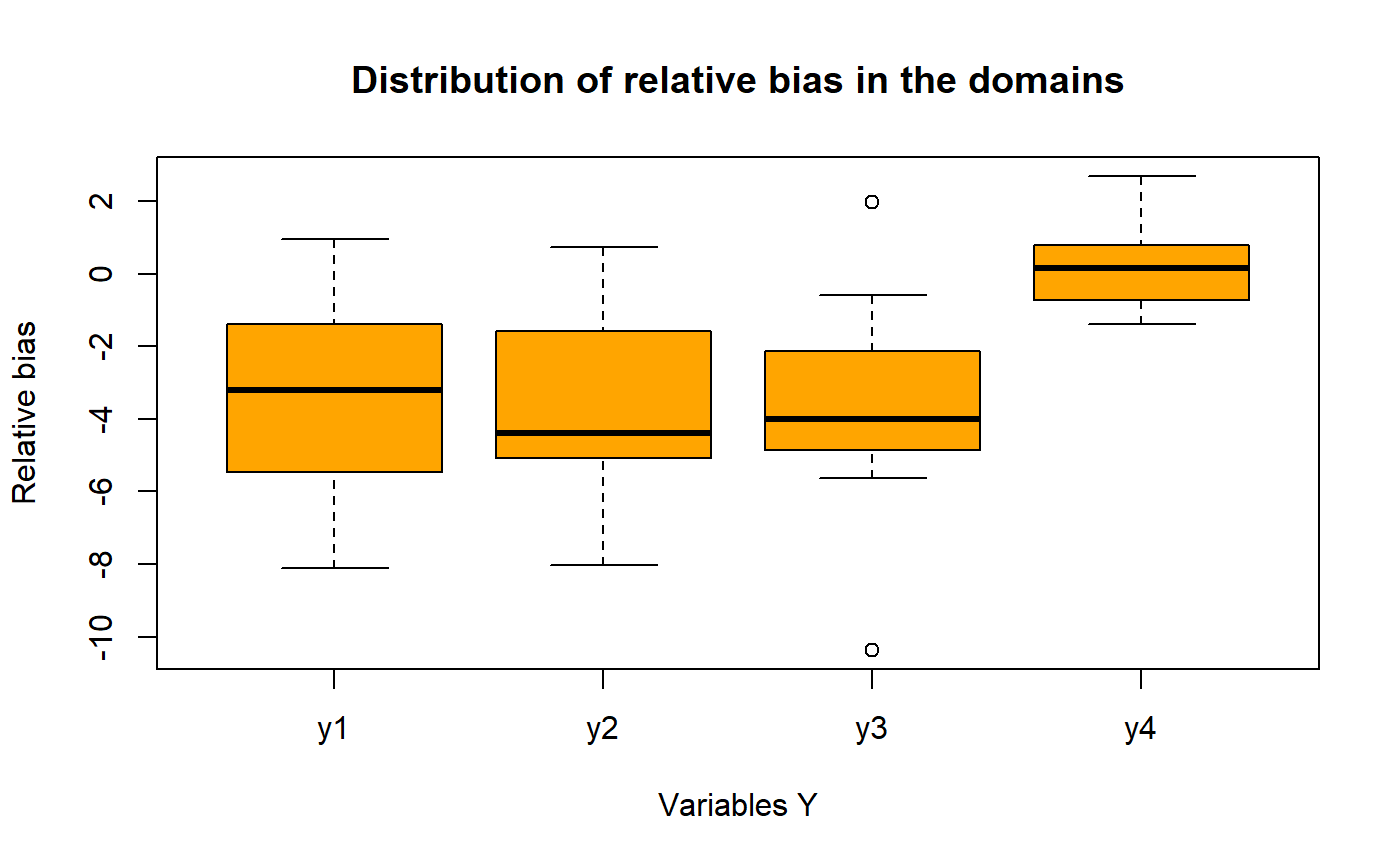 Distribution of relative bias in the domains
Relative bias
2
0
-2
-4
-6
-8
-10
y1 y2 y3 y4
Variables Y